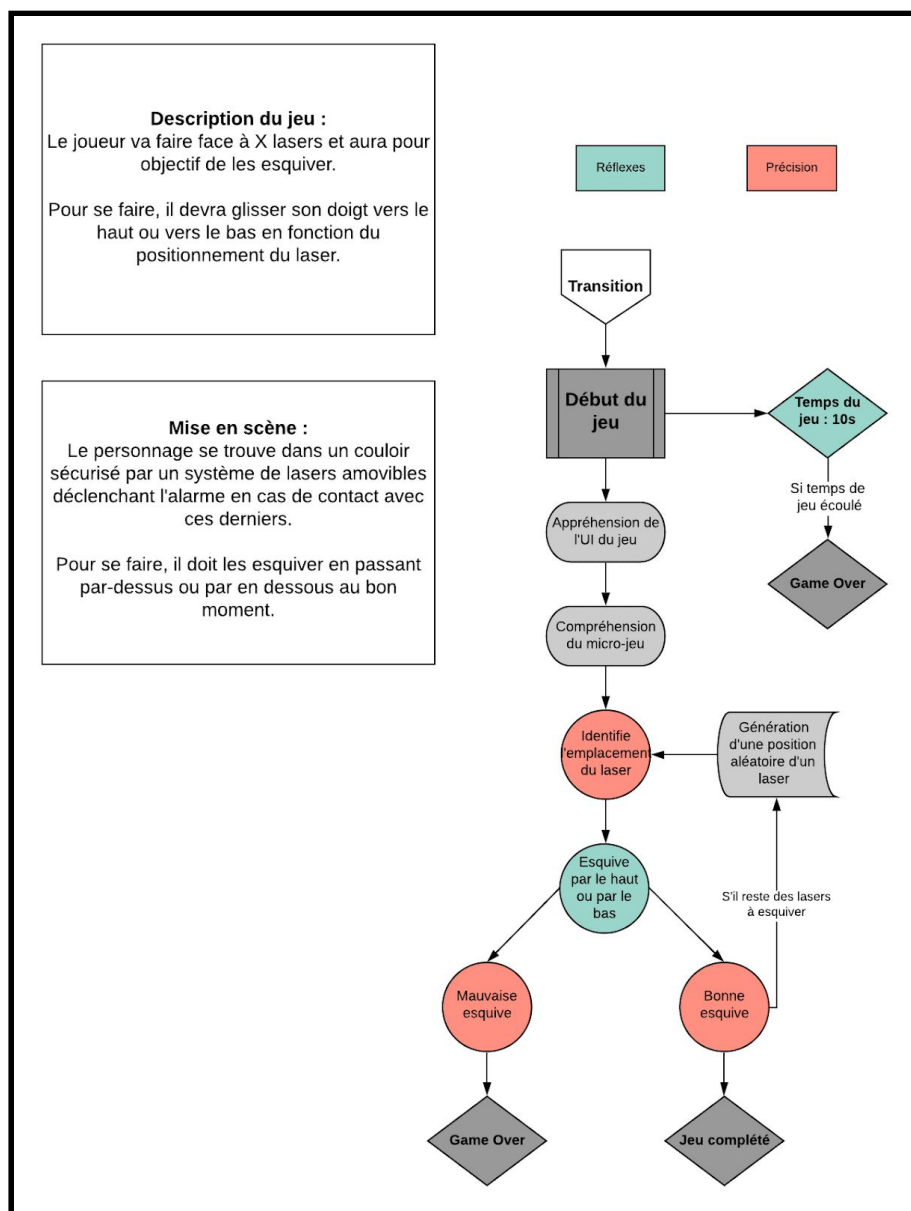 Description du jeu :
Le joueur va faire face à X lasers et aura pour
objectif de les esquiver.
Pour se faire, il devra glisser son doigt vers le
haut ou vers le bas en fonction du
positionnement du laser.
Mise en scène :
Le personnage se trouve dans un couloir
sécurisé par un système de lasers amovibles
déclenchant l'alarme en cas de contact avec
ces derniers.
Pour se faire, il doit les esquiver en passant
par-dessus ou par en dessous au bon
moment.
Réflexes
Précision
Transition
Début du
jeu
Temps du
jeu : 10s
Si temps de
jeu écoulé
Game Over
Appréhension de
l'UI du jeu
Compréhension
du micro-jeu
Identifie
l'emplacement
du laser
Génération
d'une position
aléatoire d'un
laser
Esquive
par le haut
ou par le
bas
S'il reste des lasers
à esquiver
Mauvaise
esquive
Bonne
esquive
Game Over
Jeu complété